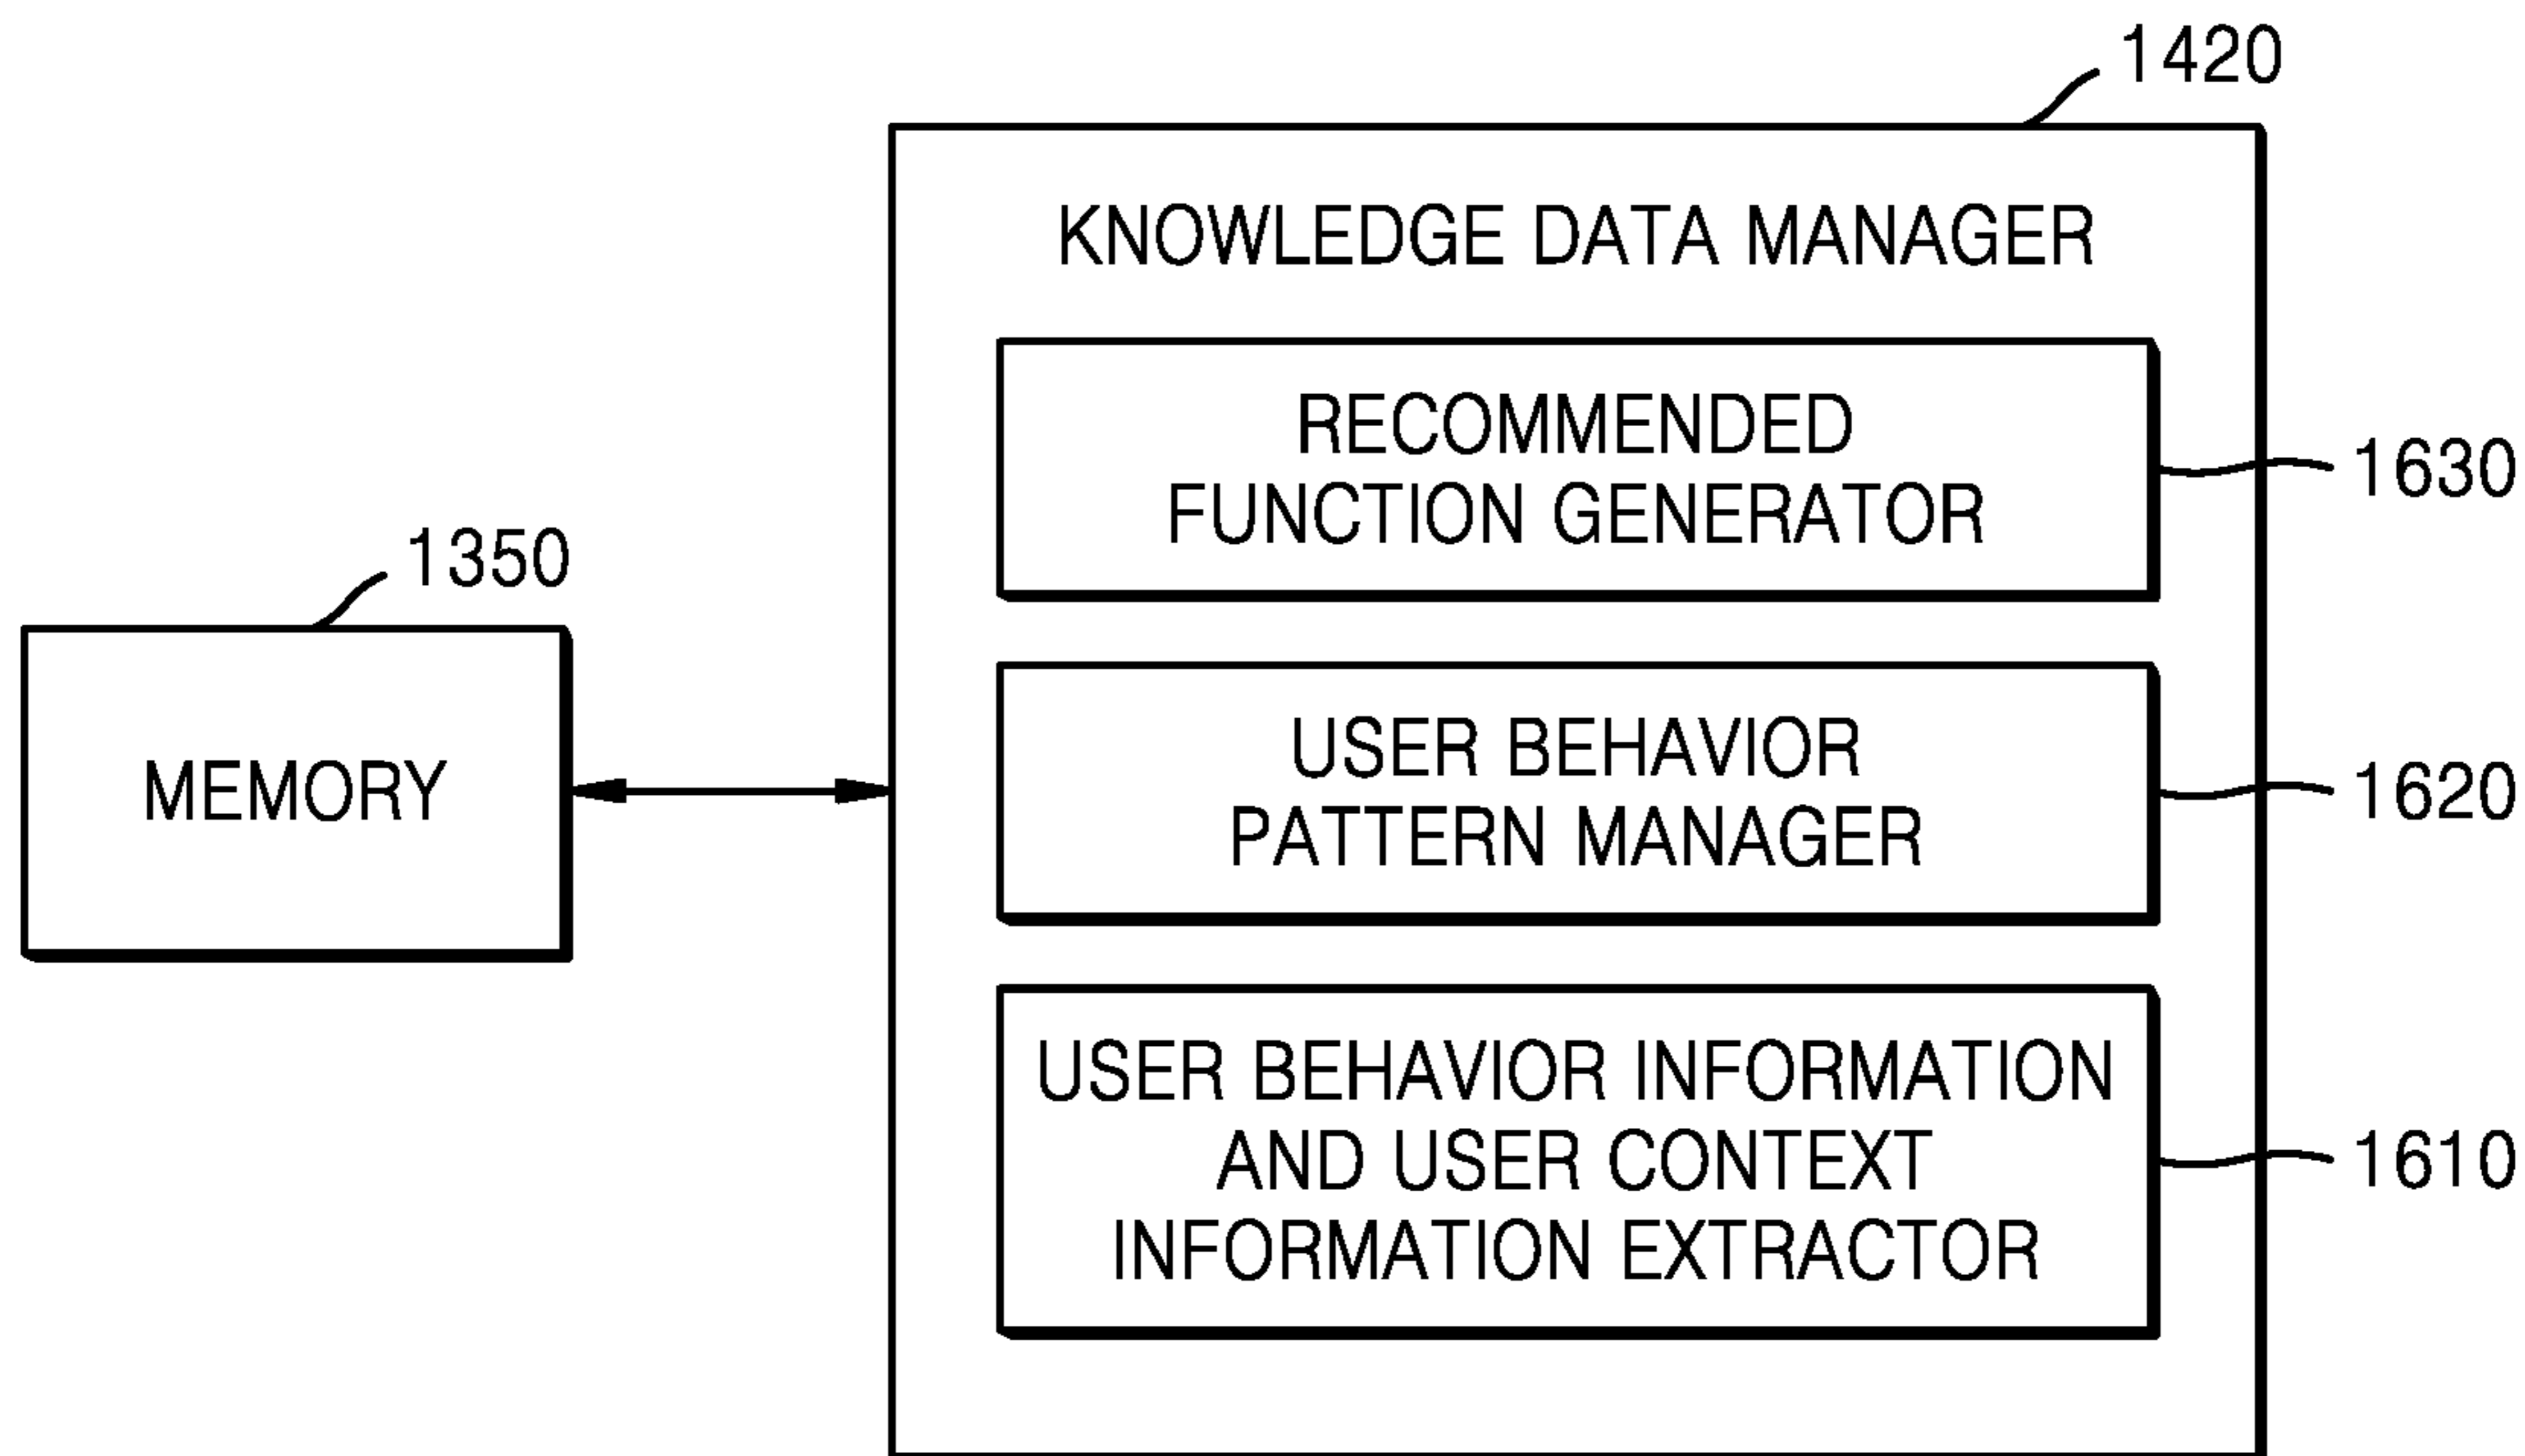 1420
KNOWLEDGE DATA MANAGER
RECOMMENDED
FUNCTION GENERATOR
1630
1350
MEMORY
USER BEHAVIOR
PATTERN MANAGER
1620
USER BEHAVIOR INFORMATION
AND USER CONTEXT
INFORMATION EXTRACTOR
1610